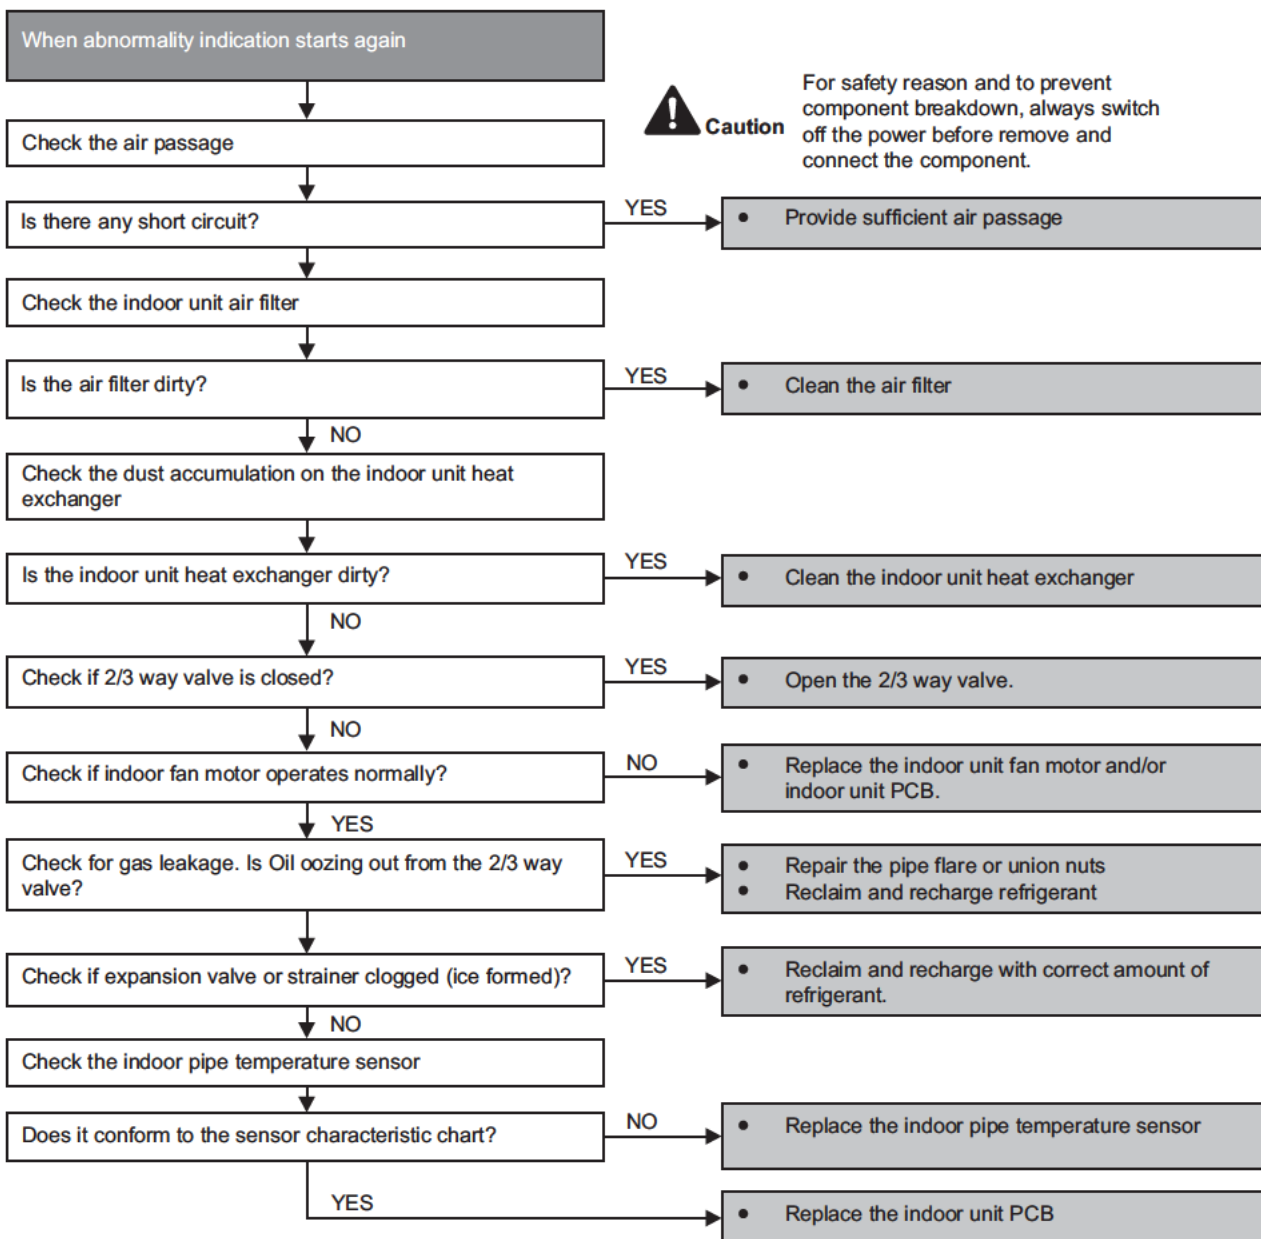 When abnormality indication starts again
For safety reason and to prevent
component breakdown, always switch
off the power before remove and
connect the component.
Caution
Check the air passage
Is there any short circuit?
YES
• Provide sufficient air passage
Check the indoor unit air filter
Is the air filter dirty?
YES
• Clean the air filter
NO
Check the dust accumulation on the indoor unit heat
exchanger
Is the indoor unit heat exchanger dirty?
YES
• Clean the indoor unit heat exchanger
NO
Check if 2/3 way valve is closed?
YES
• Open the 2/3 way valve.
NO
Check if indoor fan motor operates normally?
NO
• Replace the indoor unit fan motor and/or
indoor unit PCB.
YES
Check for gas leakage. Is Oil oozing out from the 2/3 way
valve?
YES
• Repair the pipe flare or union nuts
• Reclaim and recharge refrigerant
Check if expansion valve or strainer clogged (ice formed)?
YES
• Reclaim and recharge with correct amount of
refrigerant.
NO
Check the indoor pipe temperature sensor
Does it conform to the sensor characteristic chart?
NO
• Replace the indoor pipe temperature sensor
YES
• Replace the indoor unit PCB